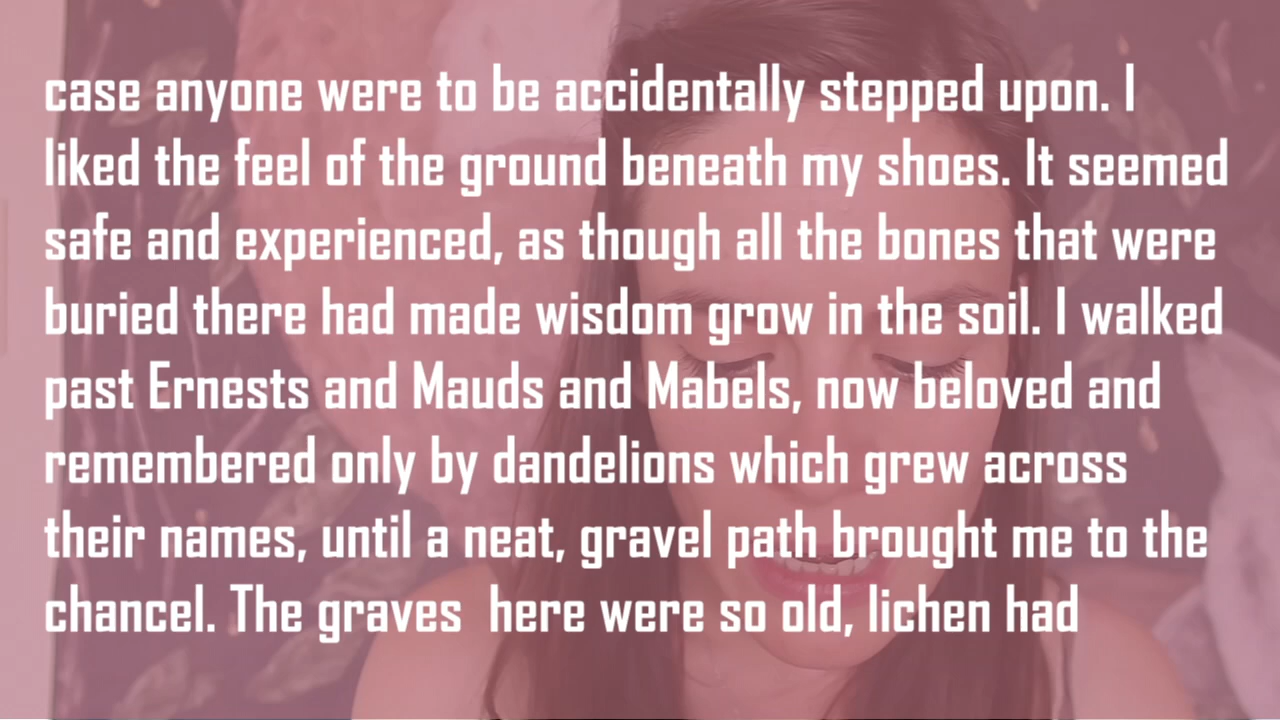 case anyone were to be accidentally stepped upon. I
liked the feel of the ground beneath my shoes. It seemed
safe and experienced, as though all the bones that were
buried there had made wisdom grow in the soil. I walked
past Ernests and Mauds and Mabels, now beloved and
remembered only by dandelions which grew across
their names, until a neat, gravel path brought me to the
chancel. The graves  here were so old, lichen had